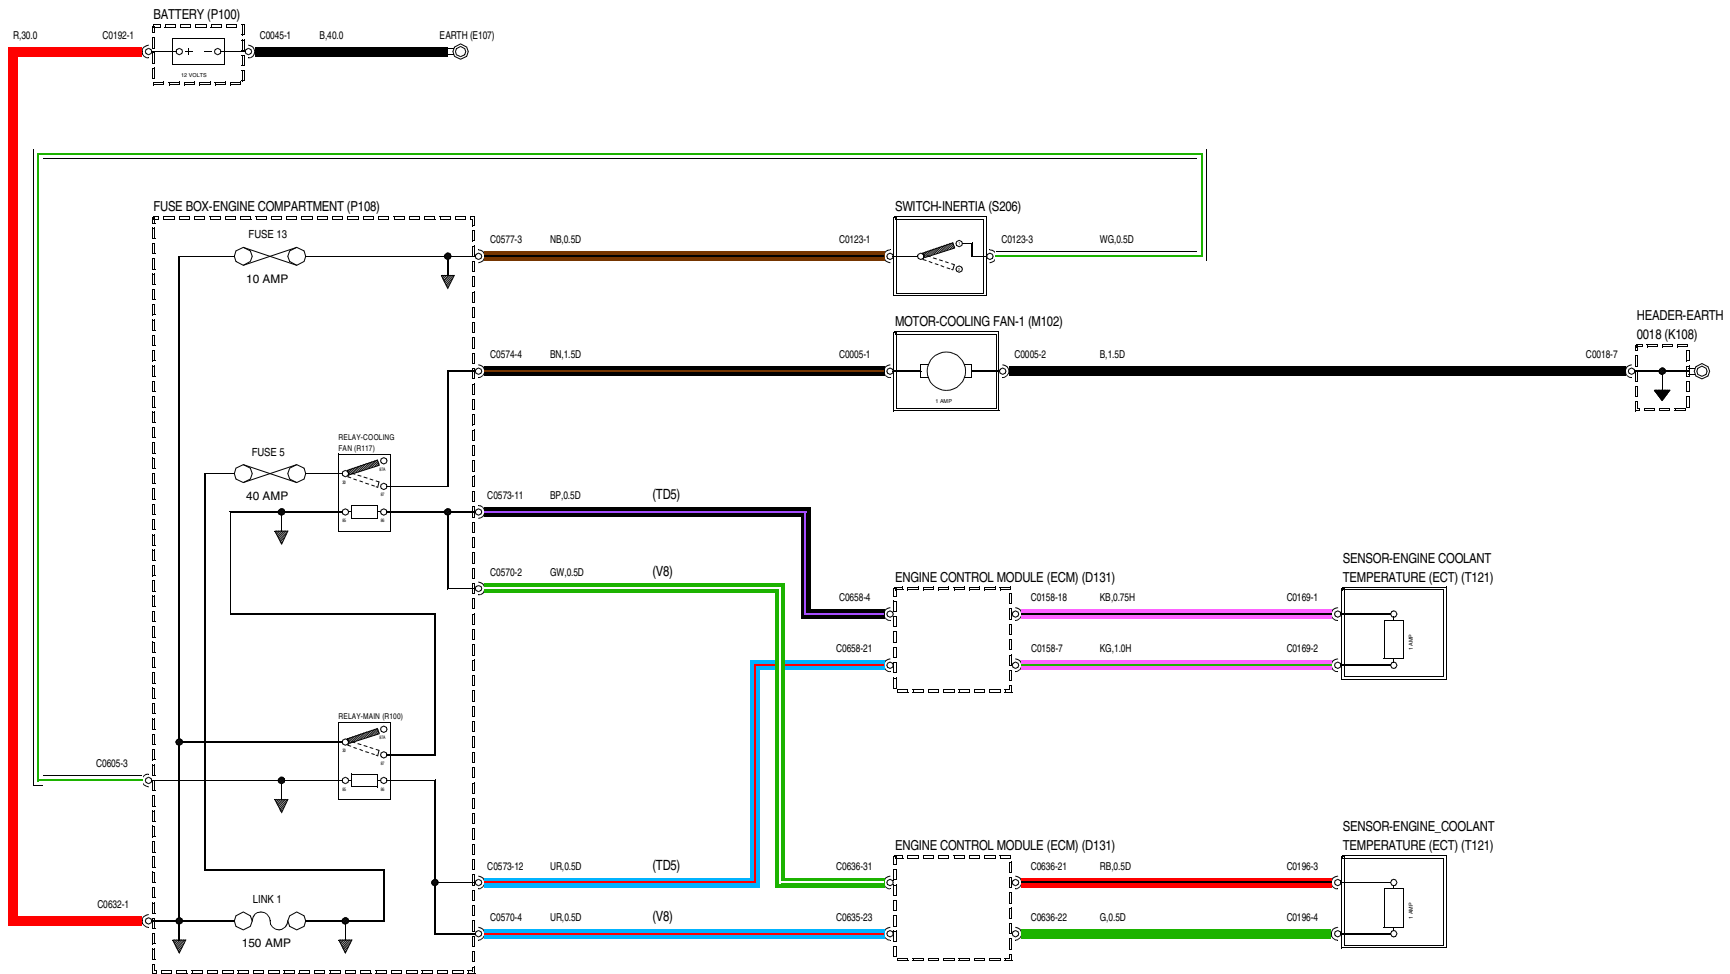 BATTERY (P100)
R,30.0
C0192-1
C0045-1
B,40.0
EARTH (E107)
12 VOLTS
FUSE BOX-ENGINE COMPARTMENT (P108)
SWITCH-INERTIA (S206)
FUSE 13
C0577-3
NB,0.5D
C0123-1
C0123-3
WG,0.5D
10 AMP
MOTOR-COOLING FAN-1 (M102)
HEADER-EARTH
0018 (K108)
C0574-4
BN,1.5D
C0005-1
C0005-2
B,1.5D
C0018-7
1 AMP
RELAY-COOLING
FAN (R117)
FUSE 5
40 AMP
C0573-11
BP,0.5D
(TD5)
C0570-2
GW,0.5D
(V8)
ENGINE CONTROL MODULE (ECM) (D131)
SENSOR-ENGINE COOLANT
TEMPERATURE (ECT) (T121)
C0658-4
C0158-18
KB,0.75H
C0169-1
C0658-21
C0158-7
KG,1.0H
C0169-2
1 AMP
RELAY-MAIN (R100)
C0605-3
C0573-12
UR,0.5D
(TD5)
ENGINE CONTROL MODULE (ECM) (D131)
SENSOR-ENGINE_COOLANT
TEMPERATURE (ECT) (T121)
C0636-31
C0636-21
RB,0.5D
C0196-3
C0632-1
LINK 1
150 AMP
C0570-4
UR,0.5D
(V8)
C0635-23
C0636-22
G,0.5D
C0196-4
1 AMP